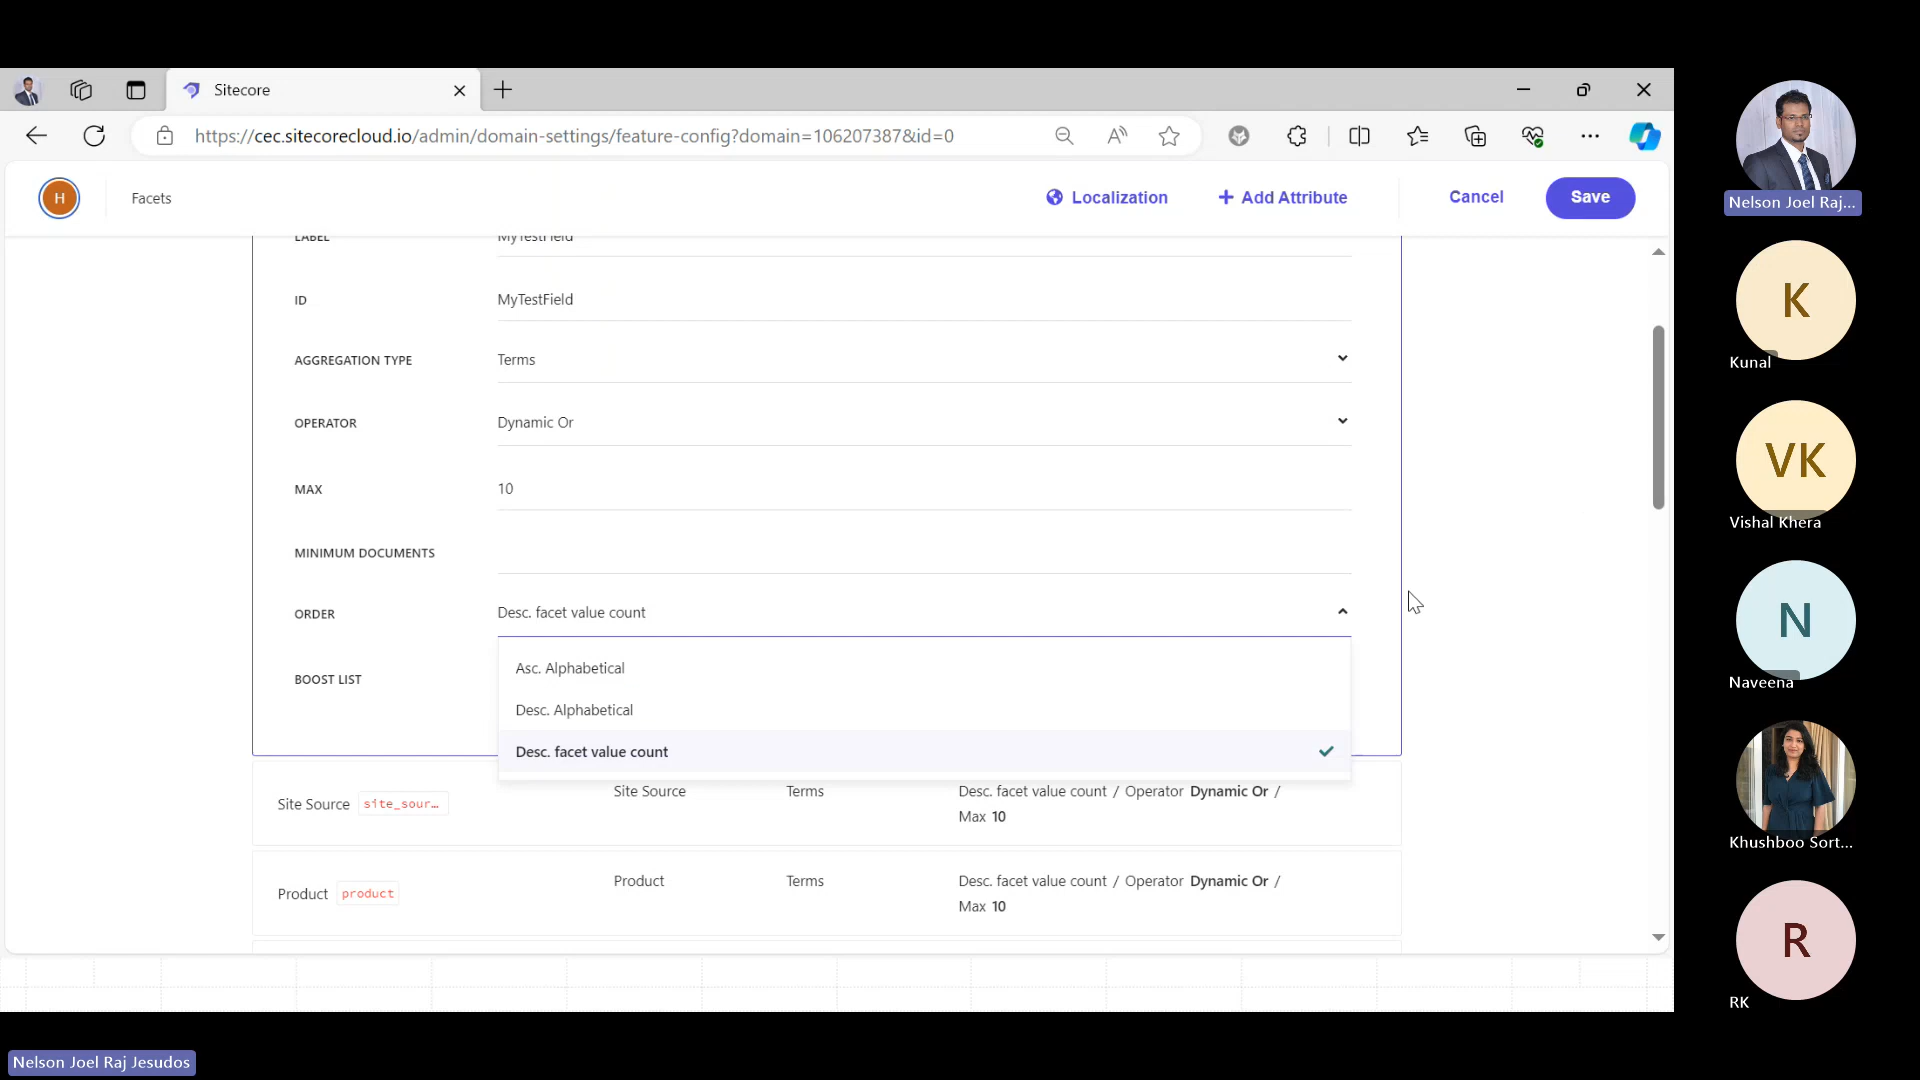 Sitecore
https://cec.sitecorecloud.io/admin/domain-settings/feature-config?domain=106207387&id=0
H
Facets
Localization
Add Attribute
Cancel
Save
LABEL MyTestField
ID MyTestField
AGGREGATION TYPE Terms
OPERATOR Dynamic Or
MAX 10
MINIMUM DOCUMENTS
ORDER Desc. facet value count
Asc. Alphabetical
BOOST LIST
Desc. Alphabetical
Desc. facet value count
Site Source site_sour… Site Source Terms Desc. facet value count / Operator Dynamic Or /
Max 10
Product product Product Terms Desc. facet value count / Operator Dynamic Or /
Max 10
Nelson Joel Raj...
K
Kunal
VK
Vishal Khera
N
Naveena
Khushboo Sort...
R
RK
Nelson Joel Raj Jesudos